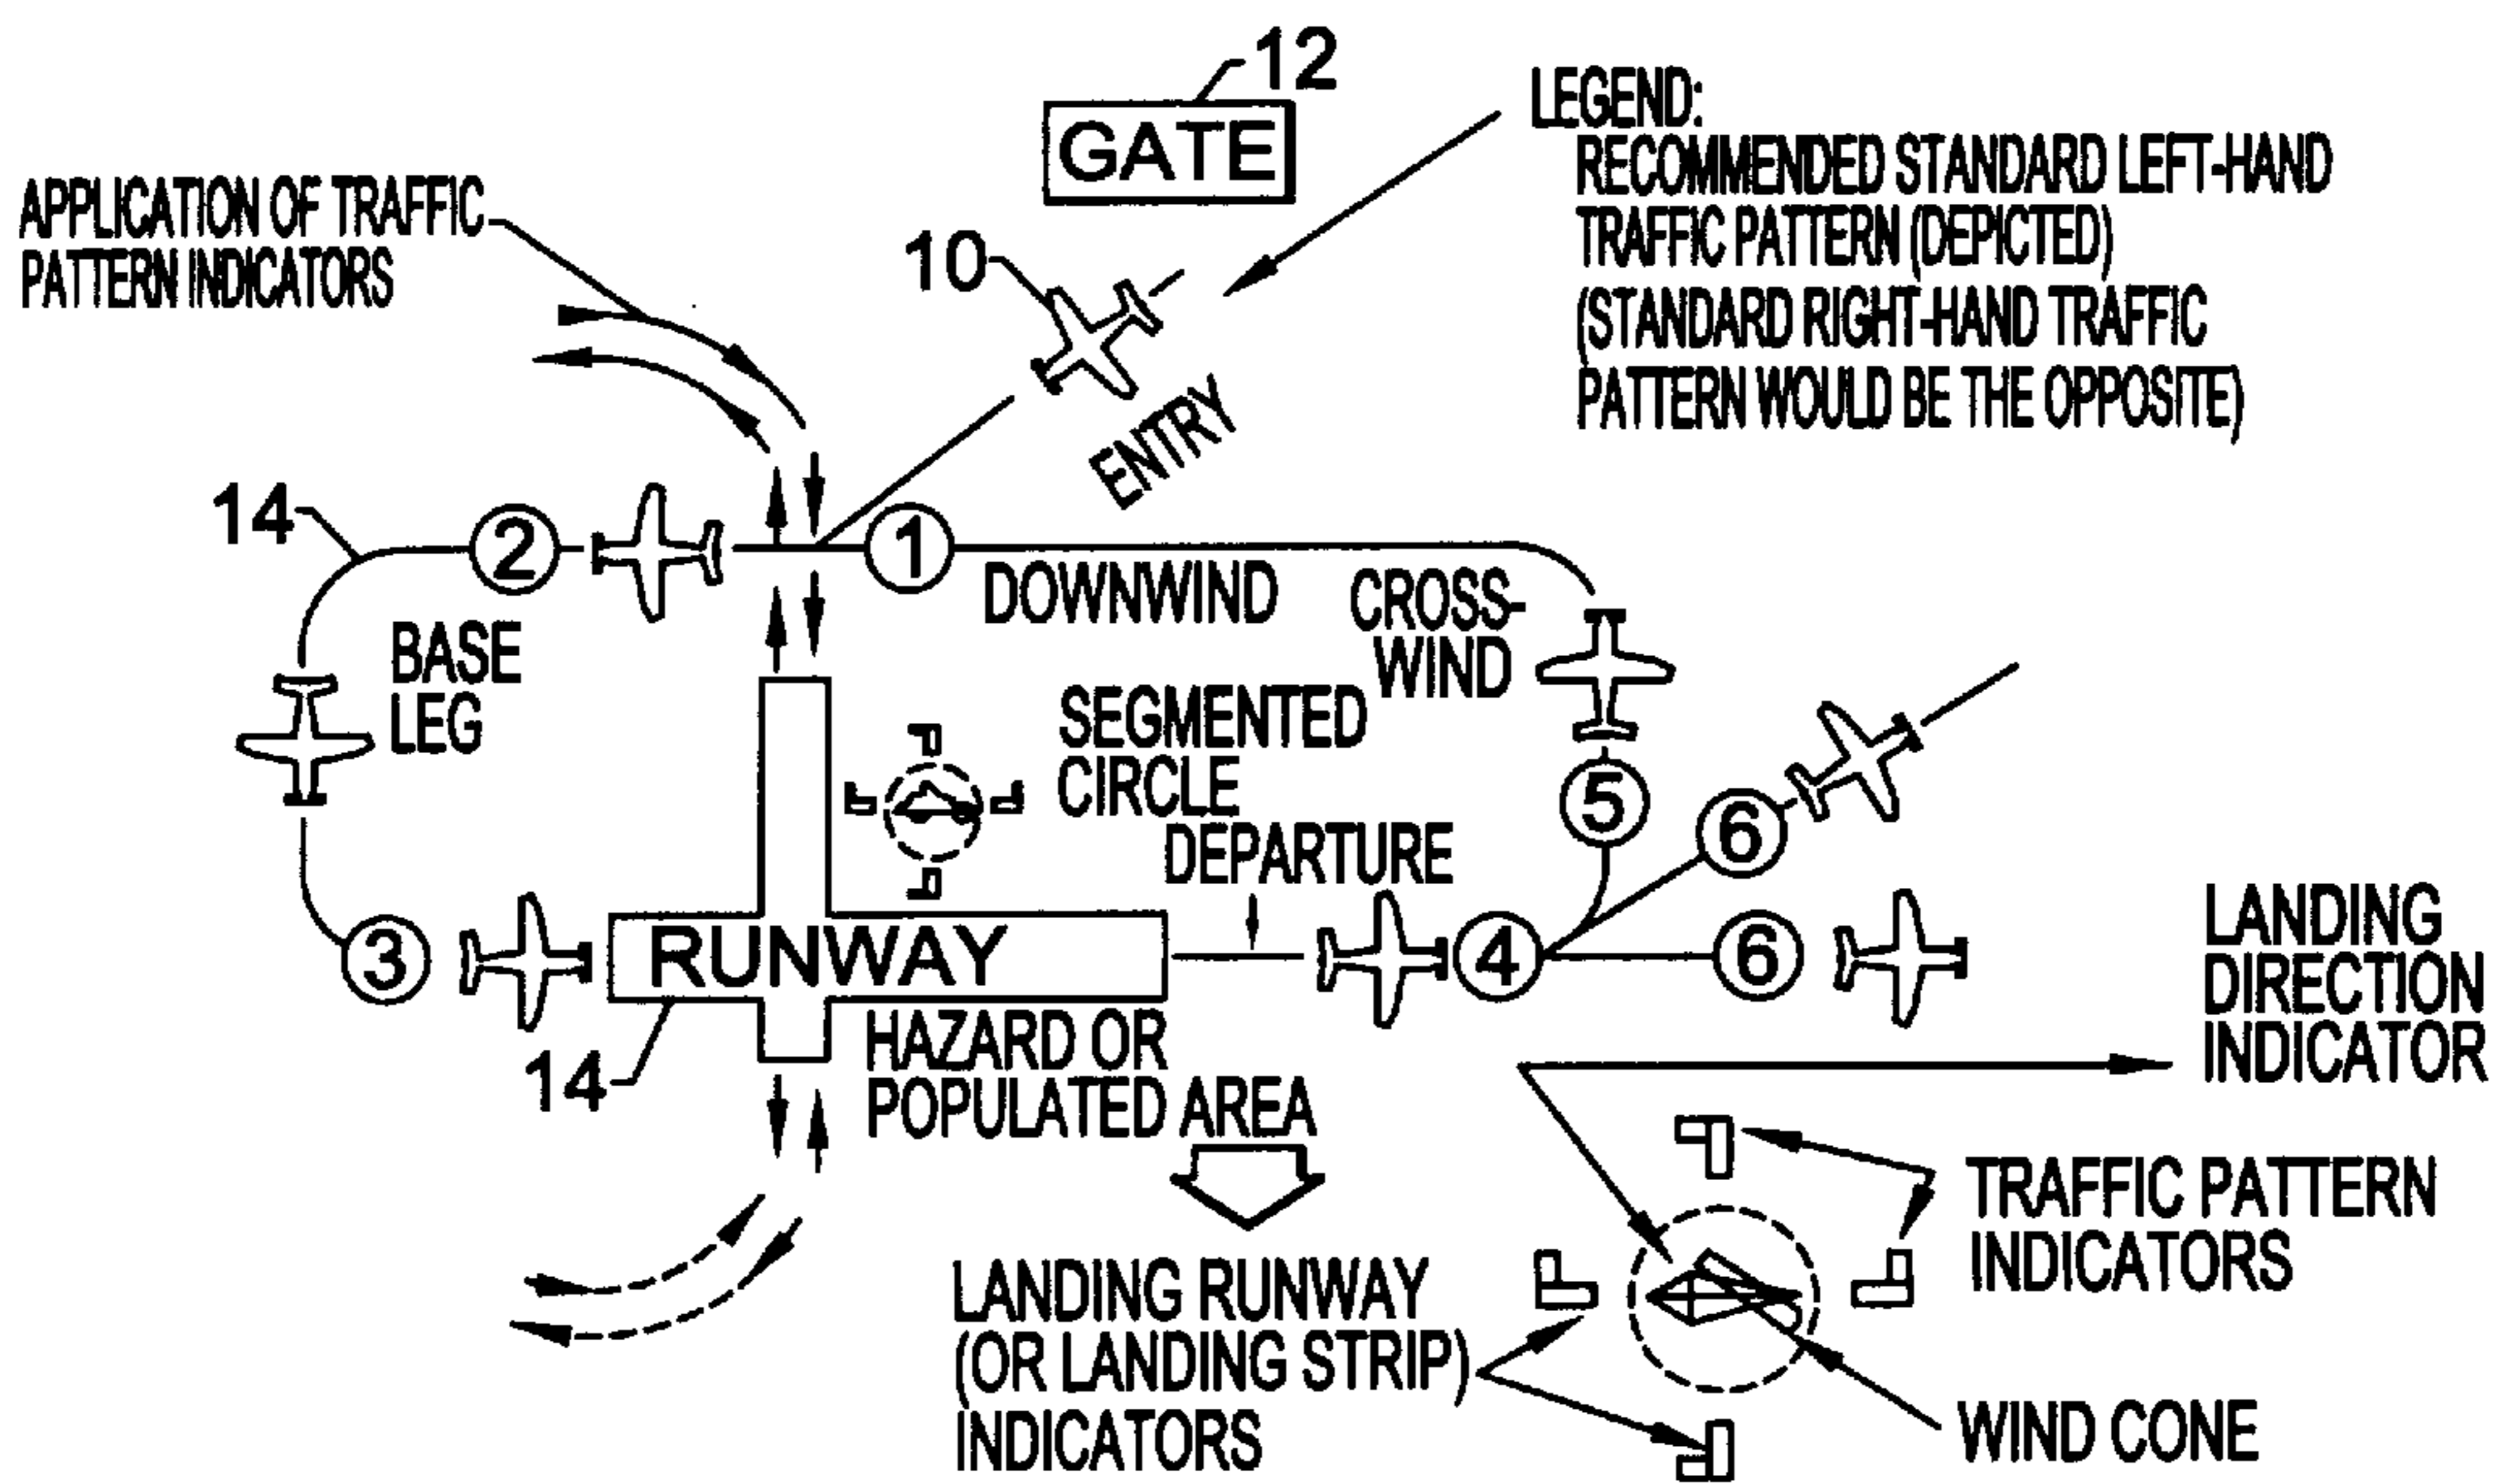 12
GATE
LEGEND:
RECOMMENDED STANDARD LEFT-HAND
TRAFFIC PATTERN (DEPICTED)
(STANDARD RIGHT-HAND TRAFFIC
PATTERN WOULD BE THE OPPOSITE)
APPLICATION OF TRAFFIC
PATTERN INDICATORS
10
ENTRY
14
2
1
DOWNWIND
CROSS-
WIND
BASE
LEG
SEGMENTED
CIRCLE
5
6
DEPARTURE
3
RUNWAY
4
6
LANDING
DIRECTION
INDICATOR
14
HAZARD OR
POPULATED AREA
TRAFFIC PATTERN
INDICATORS
LANDING RUNWAY
(OR LANDING STRIP)
INDICATORS
WIND CONE